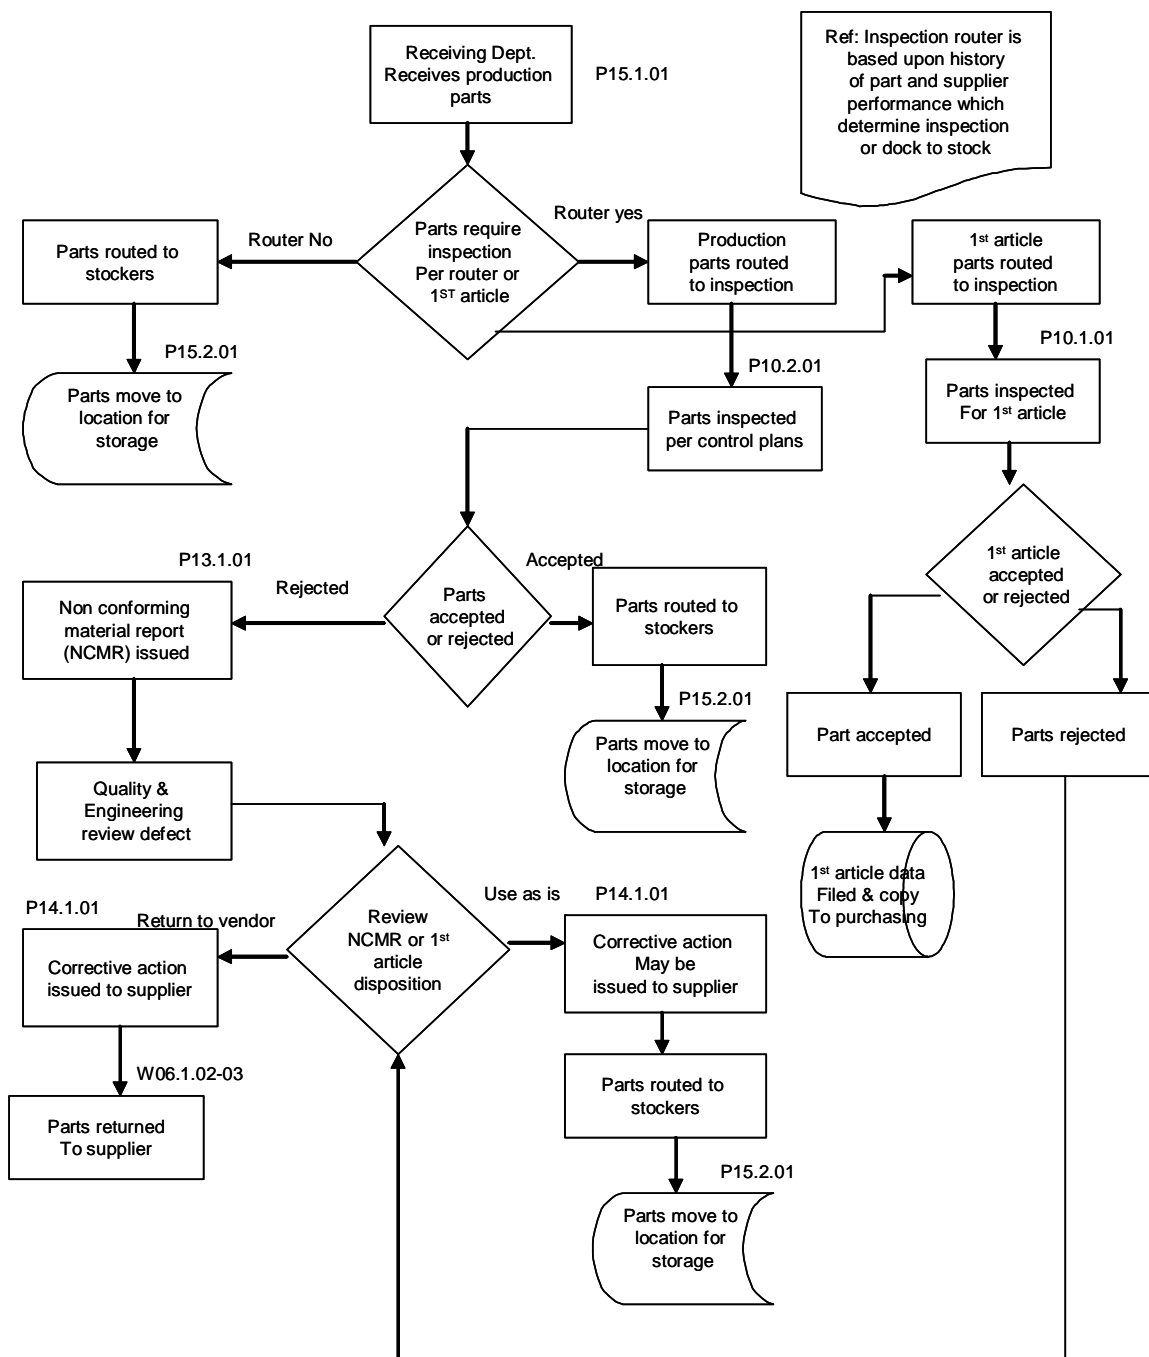 Receiving Dept.
Receives production
parts
P15.1.01
Ref: Inspection router is
based upon history
of part and supplier
performance which
determine inspection
or dock to stock
Parts routed to
stockers
Router No
Parts require
inspection
Per router or
1ST article
Router yes
Production
parts routed
to inspection
1st article
parts routed
to inspection
P15.2.01
Parts move to
location for
storage
P10.2.01
Parts inspected
per control plans
P10.1.01
Parts inspected
For 1st article
P13.1.01
Non conforming
material report
(NCMR) issued
Rejected
Parts
accepted
or rejected
Accepted
Parts routed to
stockers
1st article
accepted
or rejected
P15.2.01
Parts move to
location for
storage
Part accepted
Parts rejected
Quality &
Engineering
review defect
1st article data
Filed & copy
To purchasing
P14.1.01
Return to vendor
Corrective action
issued to supplier
Review
NCMR or 1st
article
disposition
Use as is
P14.1.01
Corrective action
May be
issued to supplier
W06.1.02-03
Parts returned
To supplier
Parts routed to
stockers
P15.2.01
Parts move to
location for
storage